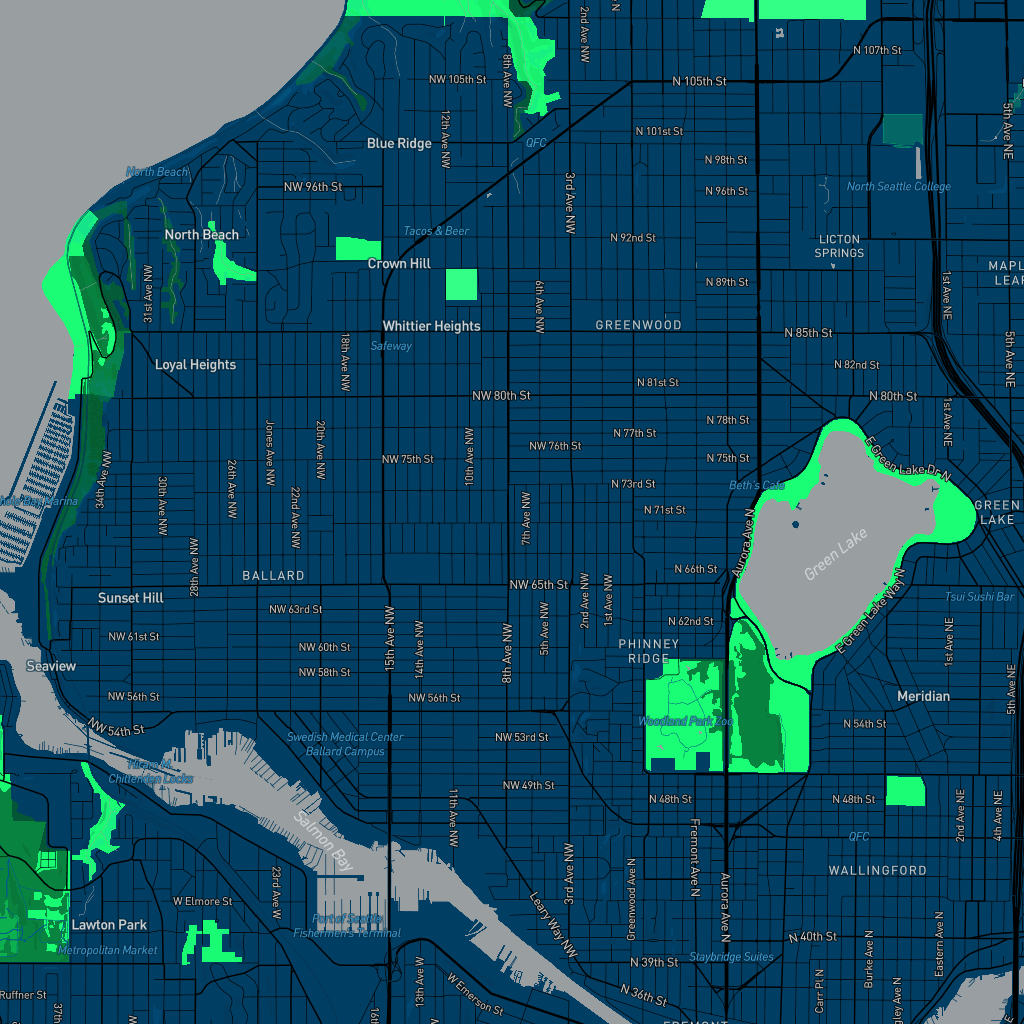 2nd Ave NW
N
N 107th St
8th Ave NW
NW 105th St
N 105th St
5th Ave NE
12th Ave NW
N 101st St
Blue Ridge
QFC
N 98th St
North Beach
3rd Ave NW
NW 96th St
N 96th St
North Seattle College
North Beach
Tacos & Beer
N 92nd St
LICTON
SPRINGS
Crown Hill
31st Ave NW
6th Ave NW
N 89th St
1st Ave NE
Whittier Heights
GREENWOOD
N 85th St
18th Ave NW
Safeway
5th Ave NE
Loyal Heights
N 82nd St
N 81st St
NW 80th St
N 80th St
1st Ave NE
Jones Ave NW
20th Ave NW
N 78th St
N 77th St
10th Ave NW
NW 76th St
E Green Lake Dr N
NW 75th St
N 75th St
34th Ave NW
30th Ave NW
26th Ave NW
22nd Ave NW
N 73rd St
Beth's Cafe
7th Ave NW
N 71st St
GREEN
LAKE
Aurora Ave N
Green Lake
28th Ave NW
BALLARD
N 66th St
NW 65th St
2nd Ave NW
1st Ave NW
Sunset Hill
Tsui Sushi Bar
NW 63rd St
5th Ave NW
E Green Lake Way N
NW 61st St
15th Ave NW
14th Ave NW
8th Ave NW
N 62nd St
1st Ave NE
NW 60th St
PHINNEY
RIDGE
Seaview
NW 58th St
5th Ave NE
NW 56th St
NW 56th St
Meridian
NW 54th St
Woodland Park Zoo
N 54th St
Swedish Medical Center
Ballard Campus
NW 53rd St
Hiram M.
Chittenden Locks
NW 49th St
N 48th St
N 48th St
11th Ave NW
2nd Ave NE
4th Ave NE
Salmon Bay
Fremont Ave N
QFC
3rd Ave NW
Greenwood Ave N
WALLINGFORD
23rd Ave W
Aurora Ave N
W Elmore St
Leary Way NW
Lawton Park
Port of Seattle
Fishermen's Terminal
Eastern Ave N
N 40th St
Burke Ave N
Metropolitan Market
Staybridge Suites
N 39th St
13th Ave W
W Emerson St
Carr Pl N
N 36th St
Ruffner St